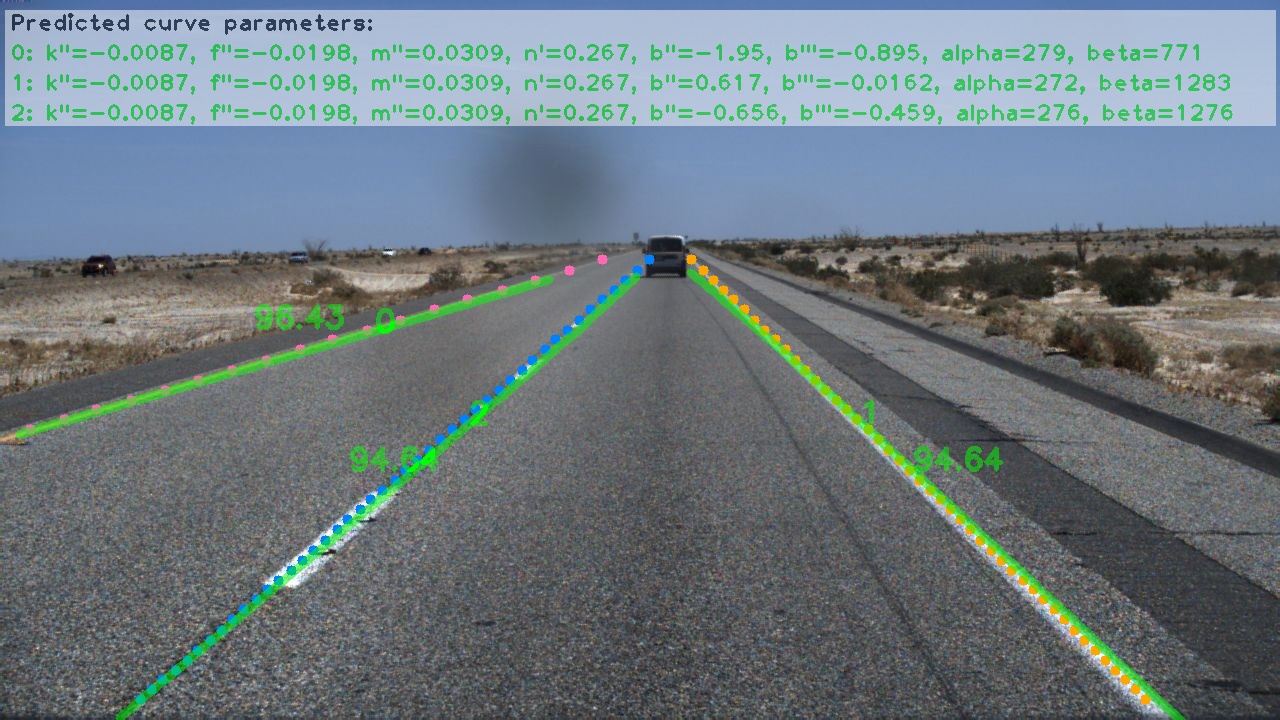 Predicted curve parameters:
0: k''=-0.0087, f''=-0.0198, m''=0.0309, n'=0.267, b''=-1.95, b'''=-0.895, alpha=279, beta=771
1: k''=-0.0087, f''=-0.0198, m''=0.0309, n'=0.267, b''=0.617, b'''=-0.0162, alpha=272, beta=1283
2: k''=-0.0087, f''=-0.0198, m''=0.0309, n'=0.267, b''=-0.656, b'''=-0.459, alpha=276, beta=1276
0
1
2
94.64
94.64